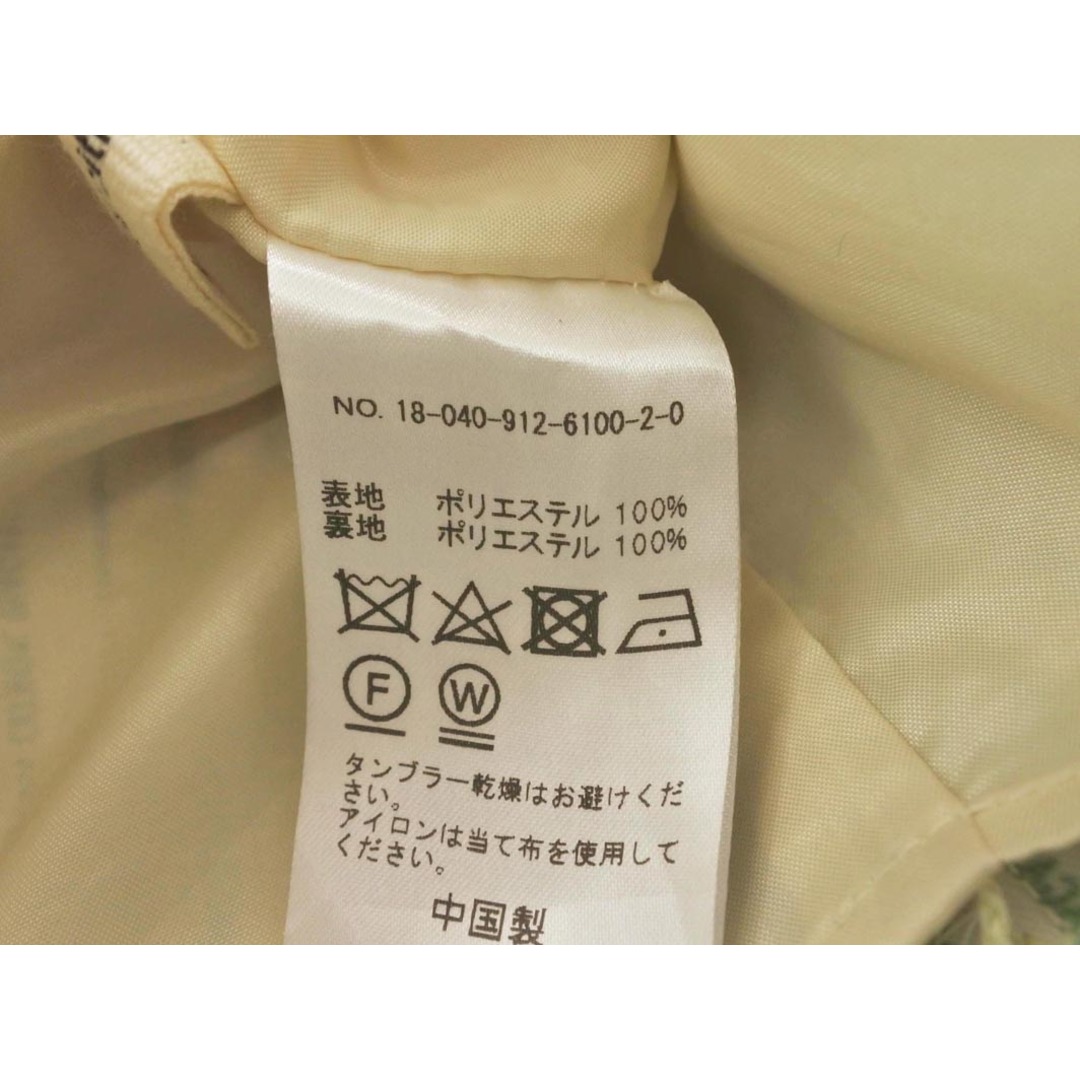 NO. 18-040-912-6100-2-0
表地 ポリエステル 100%
裏地 ポリエステル 100%
F W
タンブラー乾燥はお避けくだ
さい。
アイロンは当て布を使用して
ください。
中国製